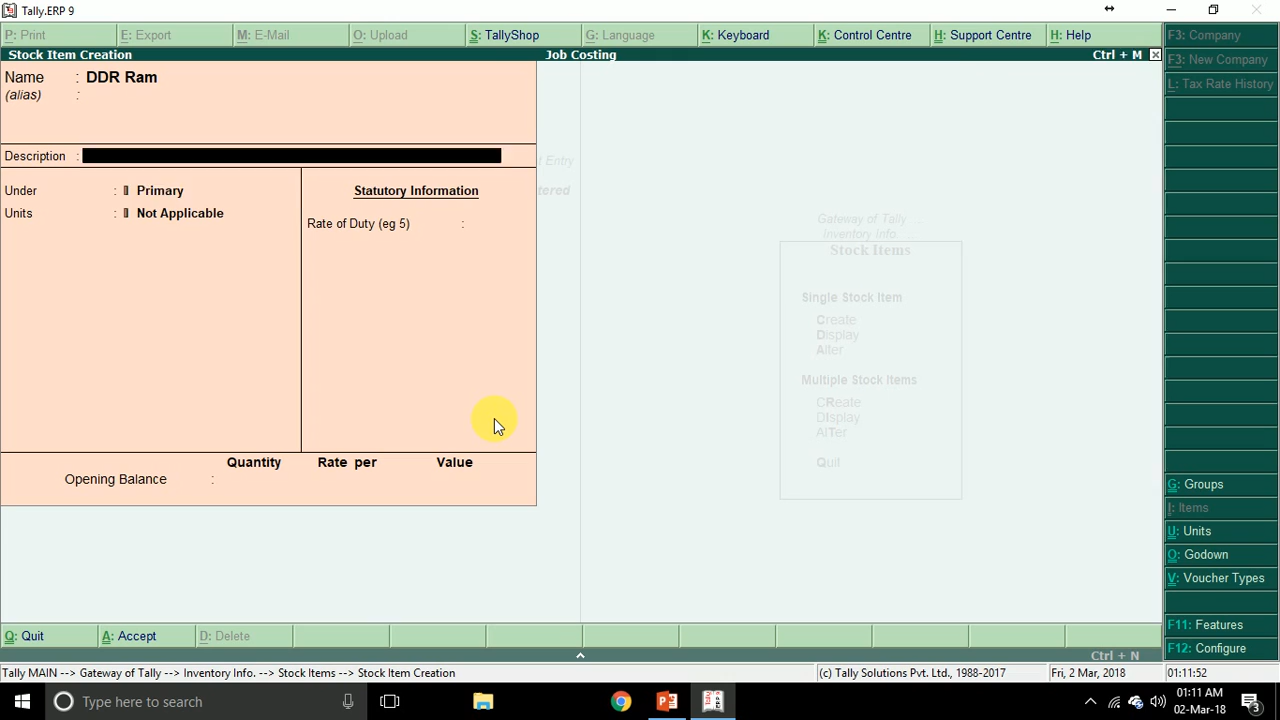 Tally.ERP 9
P: Print
E: Export
M: E-Mail
O: Upload
S: TallyShop
G: Language
K: Keyboard
K: Control Centre
H: Support Centre
H: Help
F3: Company
Stock Item Creation
Job Costing
Ctrl + M
F3: New Company
L: Tax Rate History
Name : DDR Ram
(alias) :
Description :
Under : Primary
Units : Not Applicable
Statutory Information
Rate of Duty (eg 5) :
Quantity Rate per Value
Opening Balance :
Entry
tered
Gateway of Tally ...
Inventory Info. ...
Stock Items
Single Stock Item
Create
Display
Alter
Multiple Stock Items
CReate
DIsplay
AlTer
Quit
G: Groups
I: Items
U: Units
O: Godown
V: Voucher Types
F11: Features
F12: Configure
Q: Quit
A: Accept
D: Delete
Ctrl + N
Tally MAIN --> Gateway of Tally --> Inventory Info. --> Stock Items --> Stock Item Creation
(c) Tally Solutions Pvt. Ltd., 1988-2017
Fri, 2 Mar, 2018
01:11:52
Type here to search
01:11 AM
02-Mar-18
3